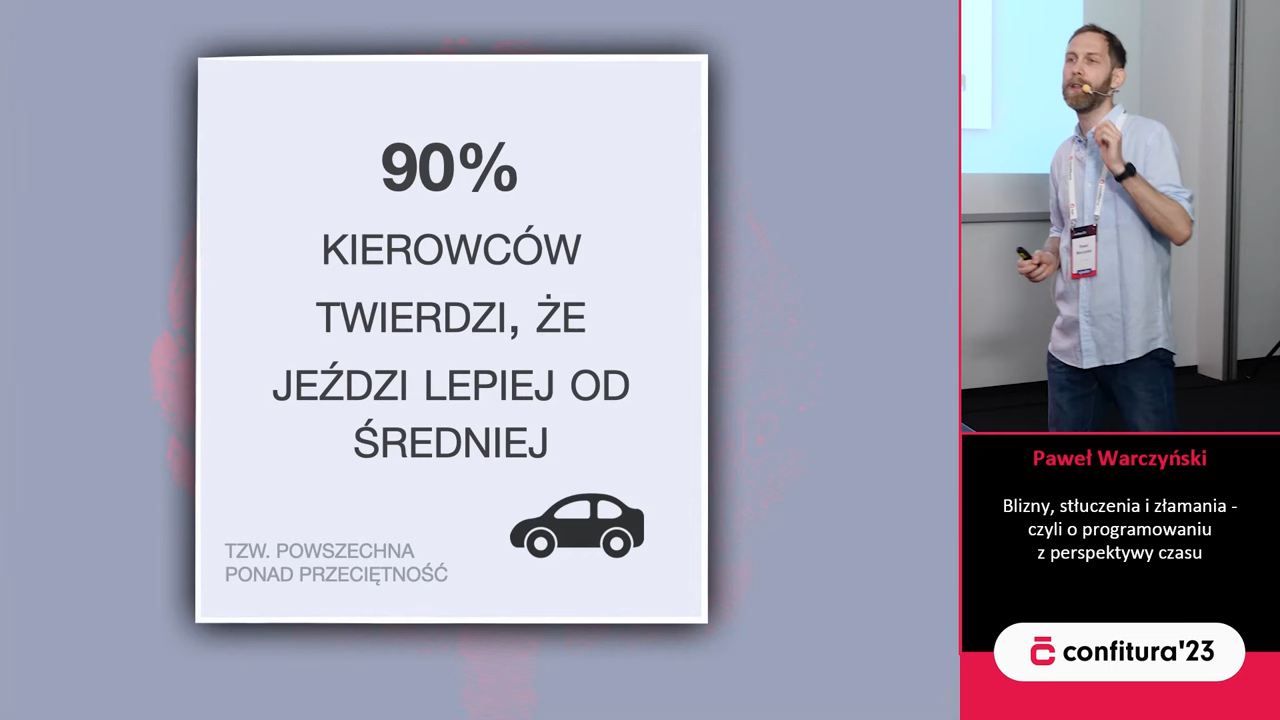 90%
KIEROWCÓW
TWIERDZI, ŻE
JEŹDZI LEPIEJ OD
ŚREDNIEJ
TZW. POWSZECHNA
PONAD PRZECIĘTNOŚĆ
Paweł Warczyński
Blizny, stłuczenia i złamania -
czyli o programowaniu
z perspektywy czasu
confitura'23